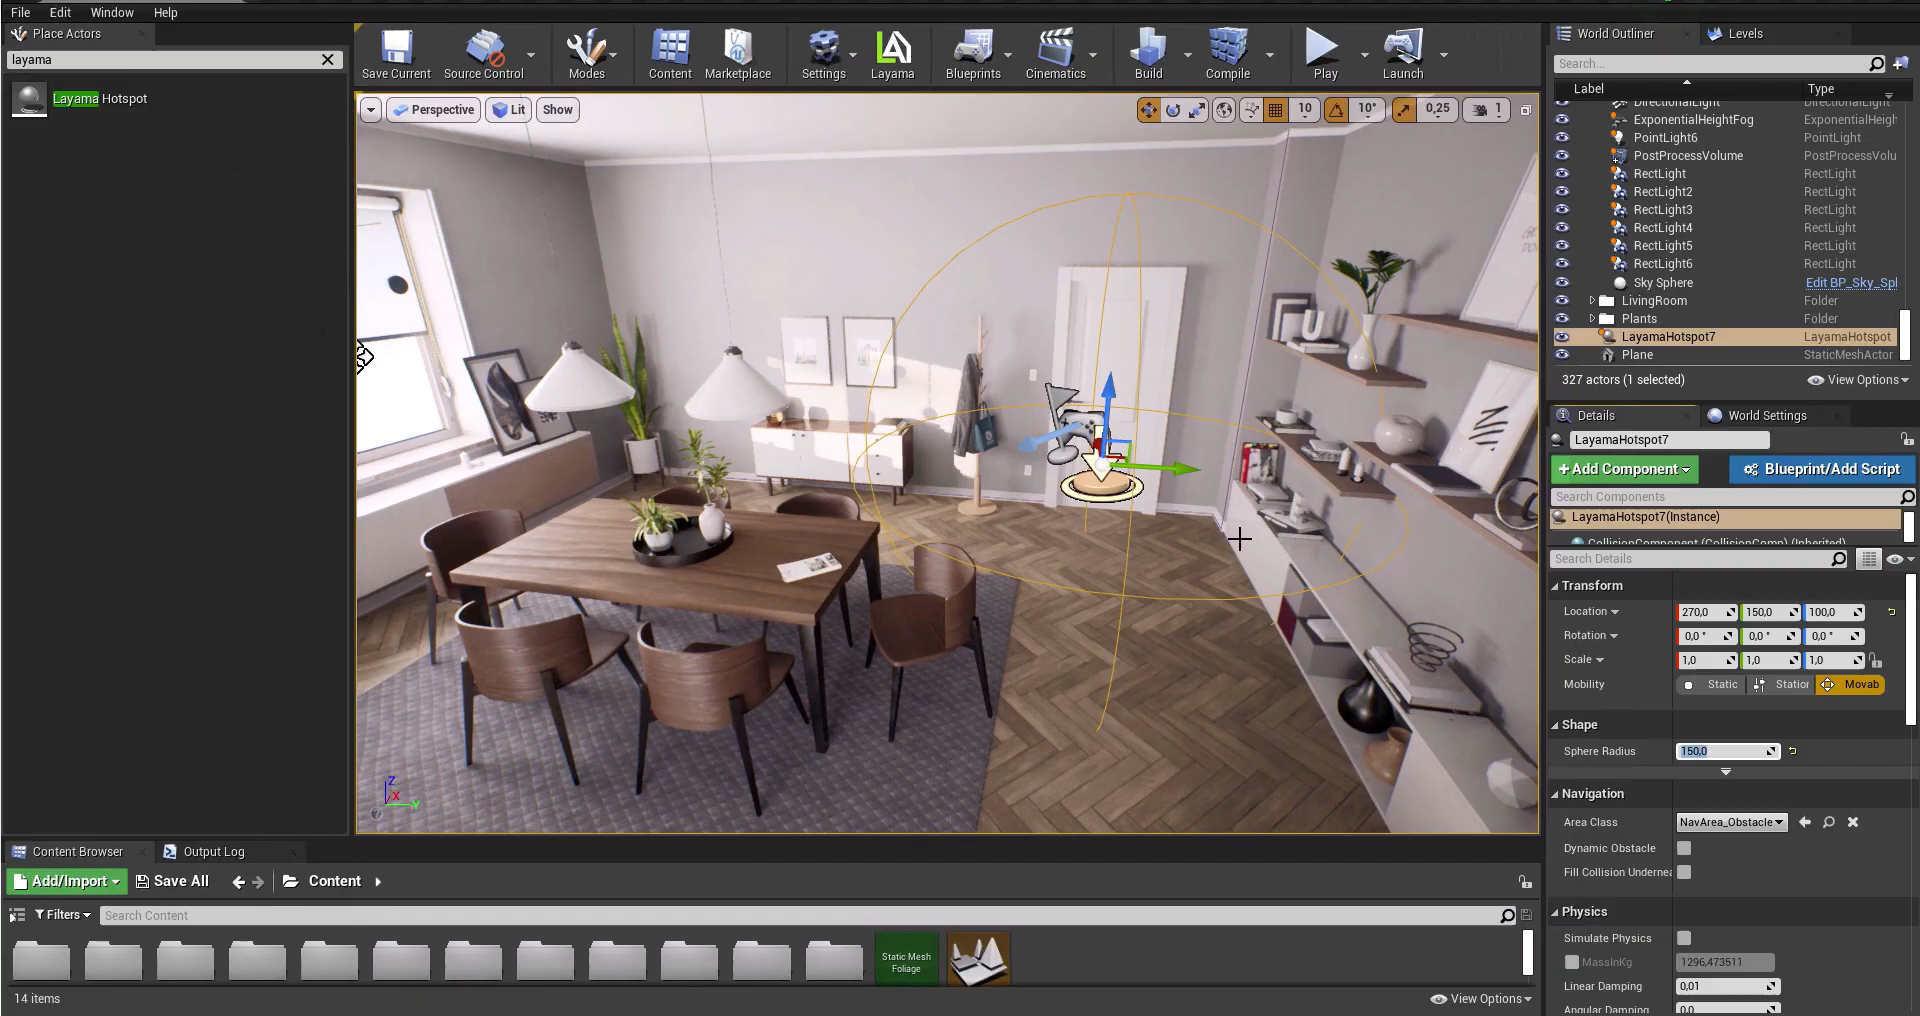 File Edit Window Help
Place Actors
layama
Layama Hotspot
Save Current
Source Control
Modes
Content
Marketplace
Settings
Layama
Blueprints
Cinematics
Build
Compile
Play
Launch
Perspective Lit Show
10 10° 0,25 1
World Outliner Levels
Search...
Label Type
DirectionalLight DirectionalLight
ExponentialHeightFog ExponentialHeigh
PointLight6 PointLight
PostProcessVolume PostProcessVolu
RectLight RectLight
RectLight2 RectLight
RectLight3 RectLight
RectLight4 RectLight
RectLight5 RectLight
RectLight6 RectLight
Sky Sphere Edit BP_Sky_Spl
LivingRoom Folder
Plants Folder
LayamaHotspot7 LayamaHotspot
Plane StaticMeshActor
327 actors (1 selected) View Options
Details World Settings
LayamaHotspot7
+Add Component Blueprint/Add Script
Search Components
LayamaHotspot7(Instance)
CollisionComponent (CollisionComp) (Inherited)
Search Details
Transform
Location 270,0 150,0 100,0
Rotation 0,0 ° 0,0 ° 0,0 °
Scale 1,0 1,0 1,0
Mobility Static Station Movab
Shape
Sphere Radius 150,0
Navigation
Area Class NavArea_Obstacle
Dynamic Obstacle
Fill Collision Undernea
Physics
Simulate Physics
MassInKg 1296,473511
Linear Damping 0,01
Angular Damping 0,0
Z
X
Y
Content Browser Output Log
Add/Import Save All Content
Filters Search Content
Static Mesh
Foliage
14 items View Options